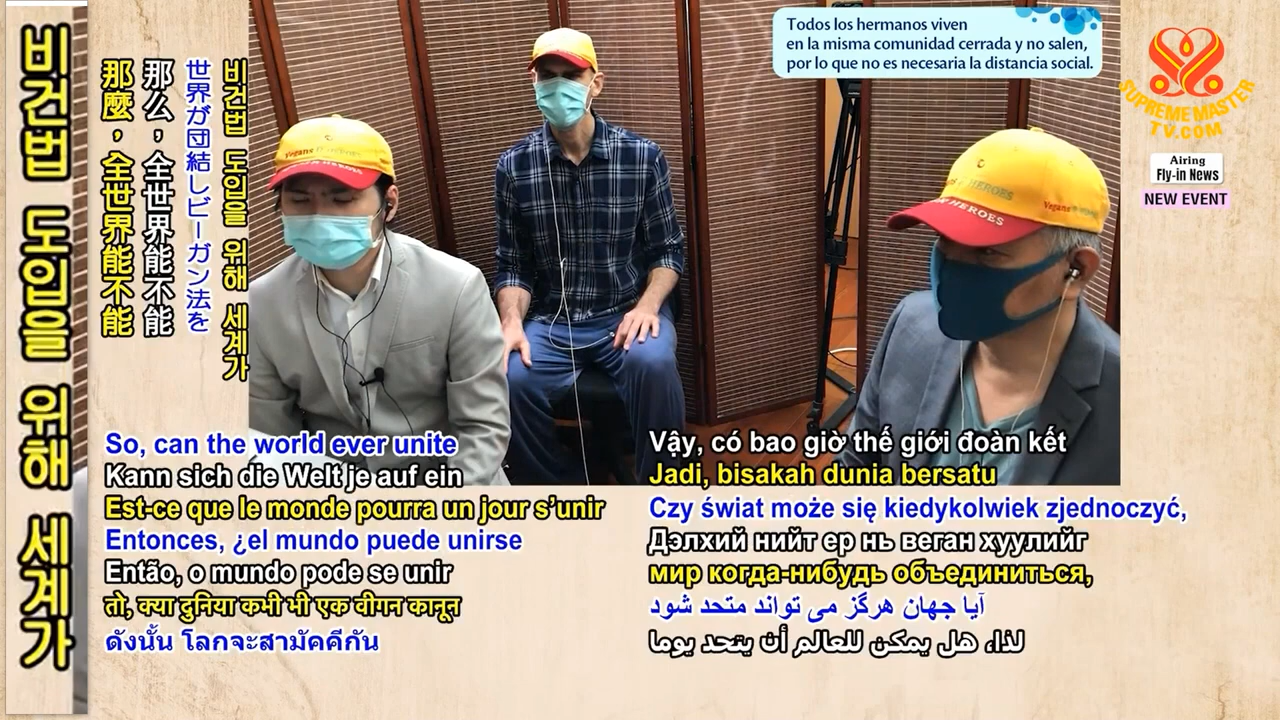 비건법 도입을 위해 세계가
那麼，全世界能不能
那么，全世界能不能
世界が団結しビーガン法を
비건법 도입을 위해 세계가
Todos los hermanos viven
en la misma comunidad cerrada y no salen,
por lo que no es necesaria la distancia social.
SUPREME MASTER
TV.COM
Airing
Fly-in News
NEW EVENT
HEROES
HEROES
Vegans
So, can the world ever unite
Kann sich die Welt je auf ein
Est-ce que le monde pourra un jour s’unir
Entonces, ¿el mundo puede unirse
Então, o mundo pode se unir
तो, क्या दुनिया कभी भी एक वीगन कानून
ดังนั้น โลกจะสามัคคีกัน
Vậy, có bao giờ thế giới đoàn kết
Jadi, bisakah dunia bersatu
Czy świat może się kiedykolwiek zjednoczyć,
Дэлхий нийт ер нь веган хуулийг
мир когда-нибудь объединиться,
آیا جهان هرگز می تواند متحد شود
لذا، هل يمكن للعالم أن يتحد يوما